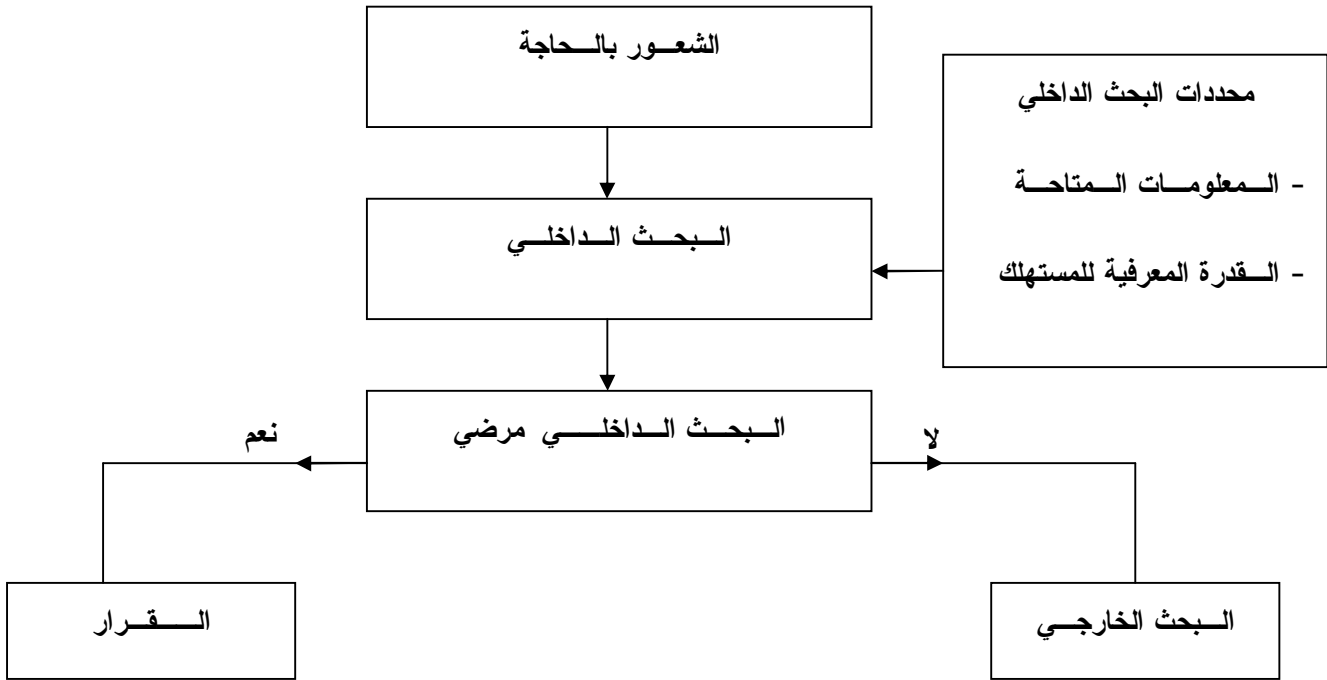 الشعور بالحاجة
محددات البحث الداخلي
- المعلومات المتاحة
- القدرة المعرفية للمستهلك
البحث الداخلي
البحث الداخلي مرضي
لا
نعم
البحث الخارجي
القرار